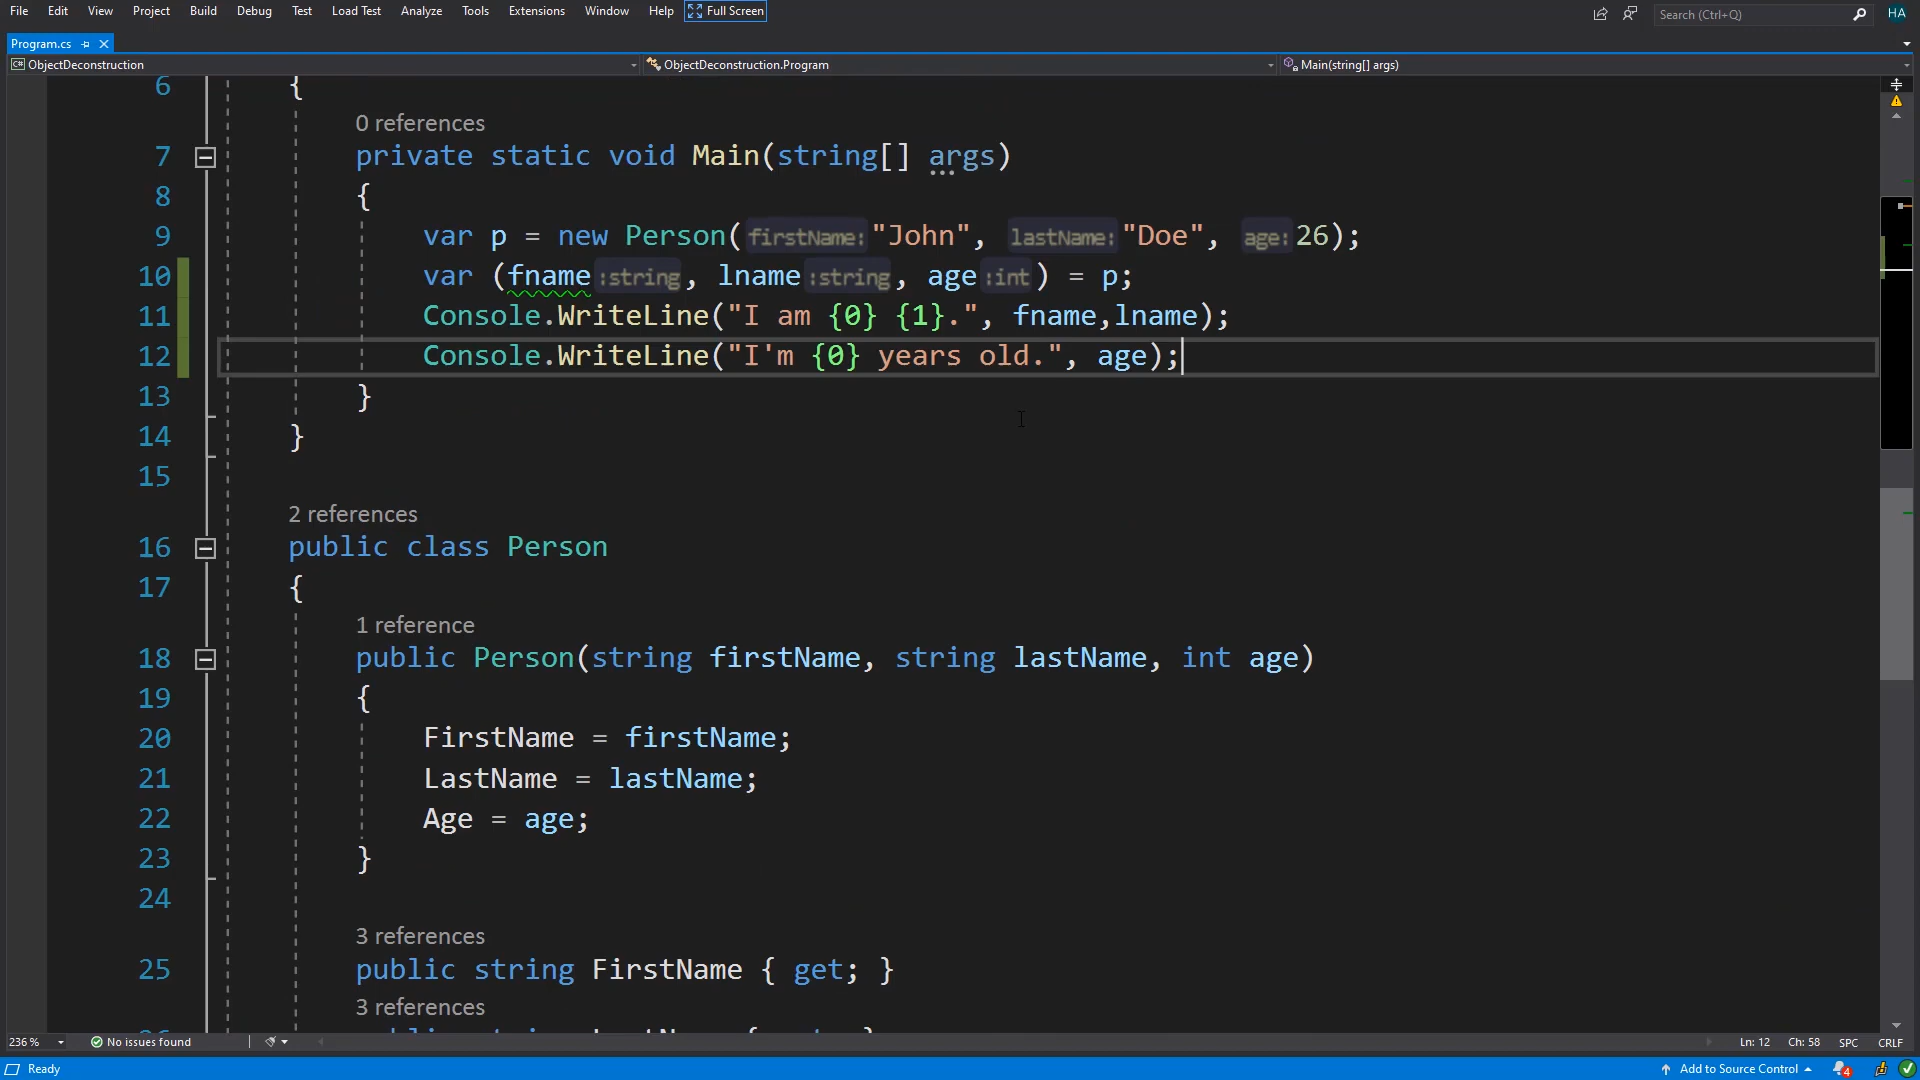 File Edit View Project Build Debug Test Load Test Analyze Tools Extensions Window Help Full Screen Search (Ctrl+Q) HA
Program.cs
C# ObjectDeconstruction ObjectDeconstruction.Program Main(string[] args)
6 {
0 references
7 private static void Main(string[] args)
8 {
9 var p = new Person(firstName:"John", lastName:"Doe", age:26);
10 var (fname:string, lname:string, age:int) = p;
11 Console.WriteLine("I am {0} {1}.", fname,lname);
12 Console.WriteLine("I'm {0} years old.", age);
13 }
14 }
15
2 references
16 public class Person
17 {
1 reference
18 public Person(string firstName, string lastName, int age)
19 {
20 FirstName = firstName;
21 LastName = lastName;
22 Age = age;
23 }
24
3 references
25 public string FirstName { get; }
3 references
236 % No issues found Ln: 12 Ch: 58 SPC CRLF
Ready Add to Source Control 4